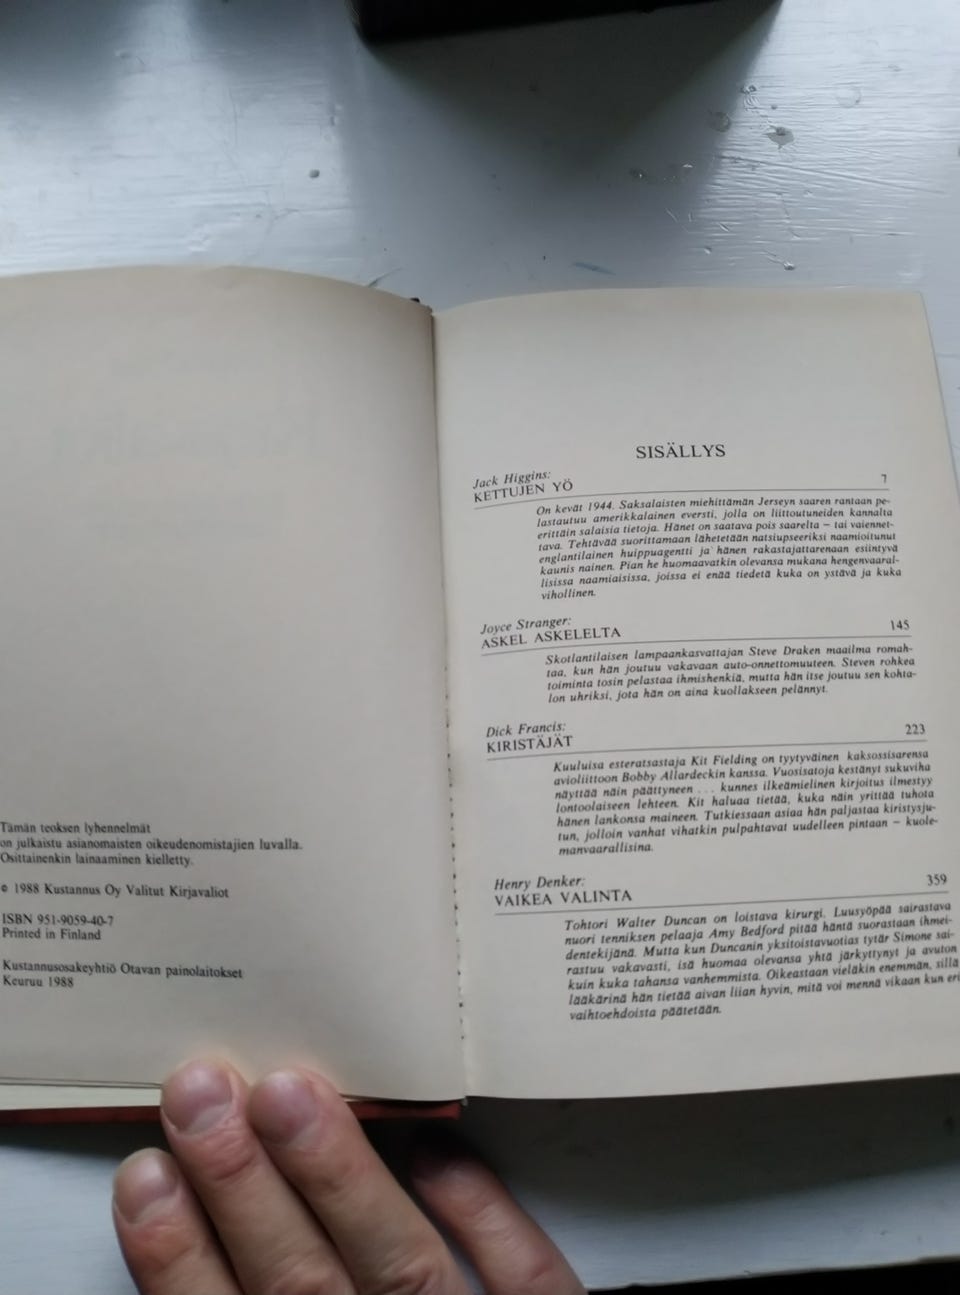 Tämän teoksen lyhennelmät
on julkaistu asianomaisten oikeudenomistajien luvalla.
Osittainenkin lainaaminen kielletty.
© 1988 Kustannus Oy Valitut Kirjavaliot
ISBN 951-9059-40-7
Printed in Finland
Kustannusosakeyhtiö Otavan painolaitokset
Keuruu 1988
SISÄLLYS
Jack Higgins:
KETTUJEN YÖ 7
On kevät 1944. Saksalaisten miehittämän Jerseyn saaren rantaan pe-
lastautuu amerikkalainen eversti, jolla on liittoutuneiden kannalta
erittäin salaisia tietoja. Hänet on saatava pois saarelta – tai vaiennet-
tava. Tehtävää suorittamaan lähetetään natsiupseeriksi naamioitunut
englantilainen huippuagentti ja hänen rakastajattarenaan esiintyvä
kaunis nainen. Pian he huomaavatkin olevansa mukana hengenvaaral-
lisissa naamiaisissa, joissa ei enää tiedetä kuka on ystävä ja kuka
vihollinen.
Joyce Stranger:
ASKEL ASKELELTA 145
Skotlantilaisen lampaankasvattajan Steve Draken maailma romah-
taa, kun hän joutuu vakavaan auto-onnettomuuteen. Steven rohkea
toiminta tosin pelastaa ihmishenkiä, mutta hän itse joutuu sen kohta-
lon uhriksi, jota hän on aina kuollakseen pelännyt.
Dick Francis:
KIRISTÄJÄT 223
Kuuluisa esteratsastaja Kit Fielding on tyytyväinen kaksossisarensa
avioliittoon Bobby Allardeckin kanssa. Vuosisatoja kestänyt sukuviha
näyttää näin päättyneen . . . kunnes ilkeämielinen kirjoitus ilmestyy
lontoolaiseen lehteen. Kit haluaa tietää, kuka näin yrittää tuhota
hänen lankonsa maineen. Tutkiessaan asiaa hän paljastaa kiristysju-
tun, jolloin vanhat vihatkin pulpahtavat uudelleen pintaan – kuole-
manvaarallisina.
Henry Denker:
VAIKEA VALINTA 359
Tohtori Walter Duncan on loistava kirurgi. Luusyöpää sairastava
nuori tenniksen pelaaja Amy Bedford pitää häntä suorastaan ihmei-
dentekijänä. Mutta kun Duncanin yksitoistavuotias tytär Simone sai-
rastuu vakavasti, isä huomaa olevansa yhtä järkyttynyt ja avuton
kuin kuka tahansa vanhemmista. Oikeastaan vieläkin enemmän, sillä
lääkärinä hän tietää aivan liian hyvin, mitä voi mennä vikaan kun eri
vaihtoehdoista päätetään.